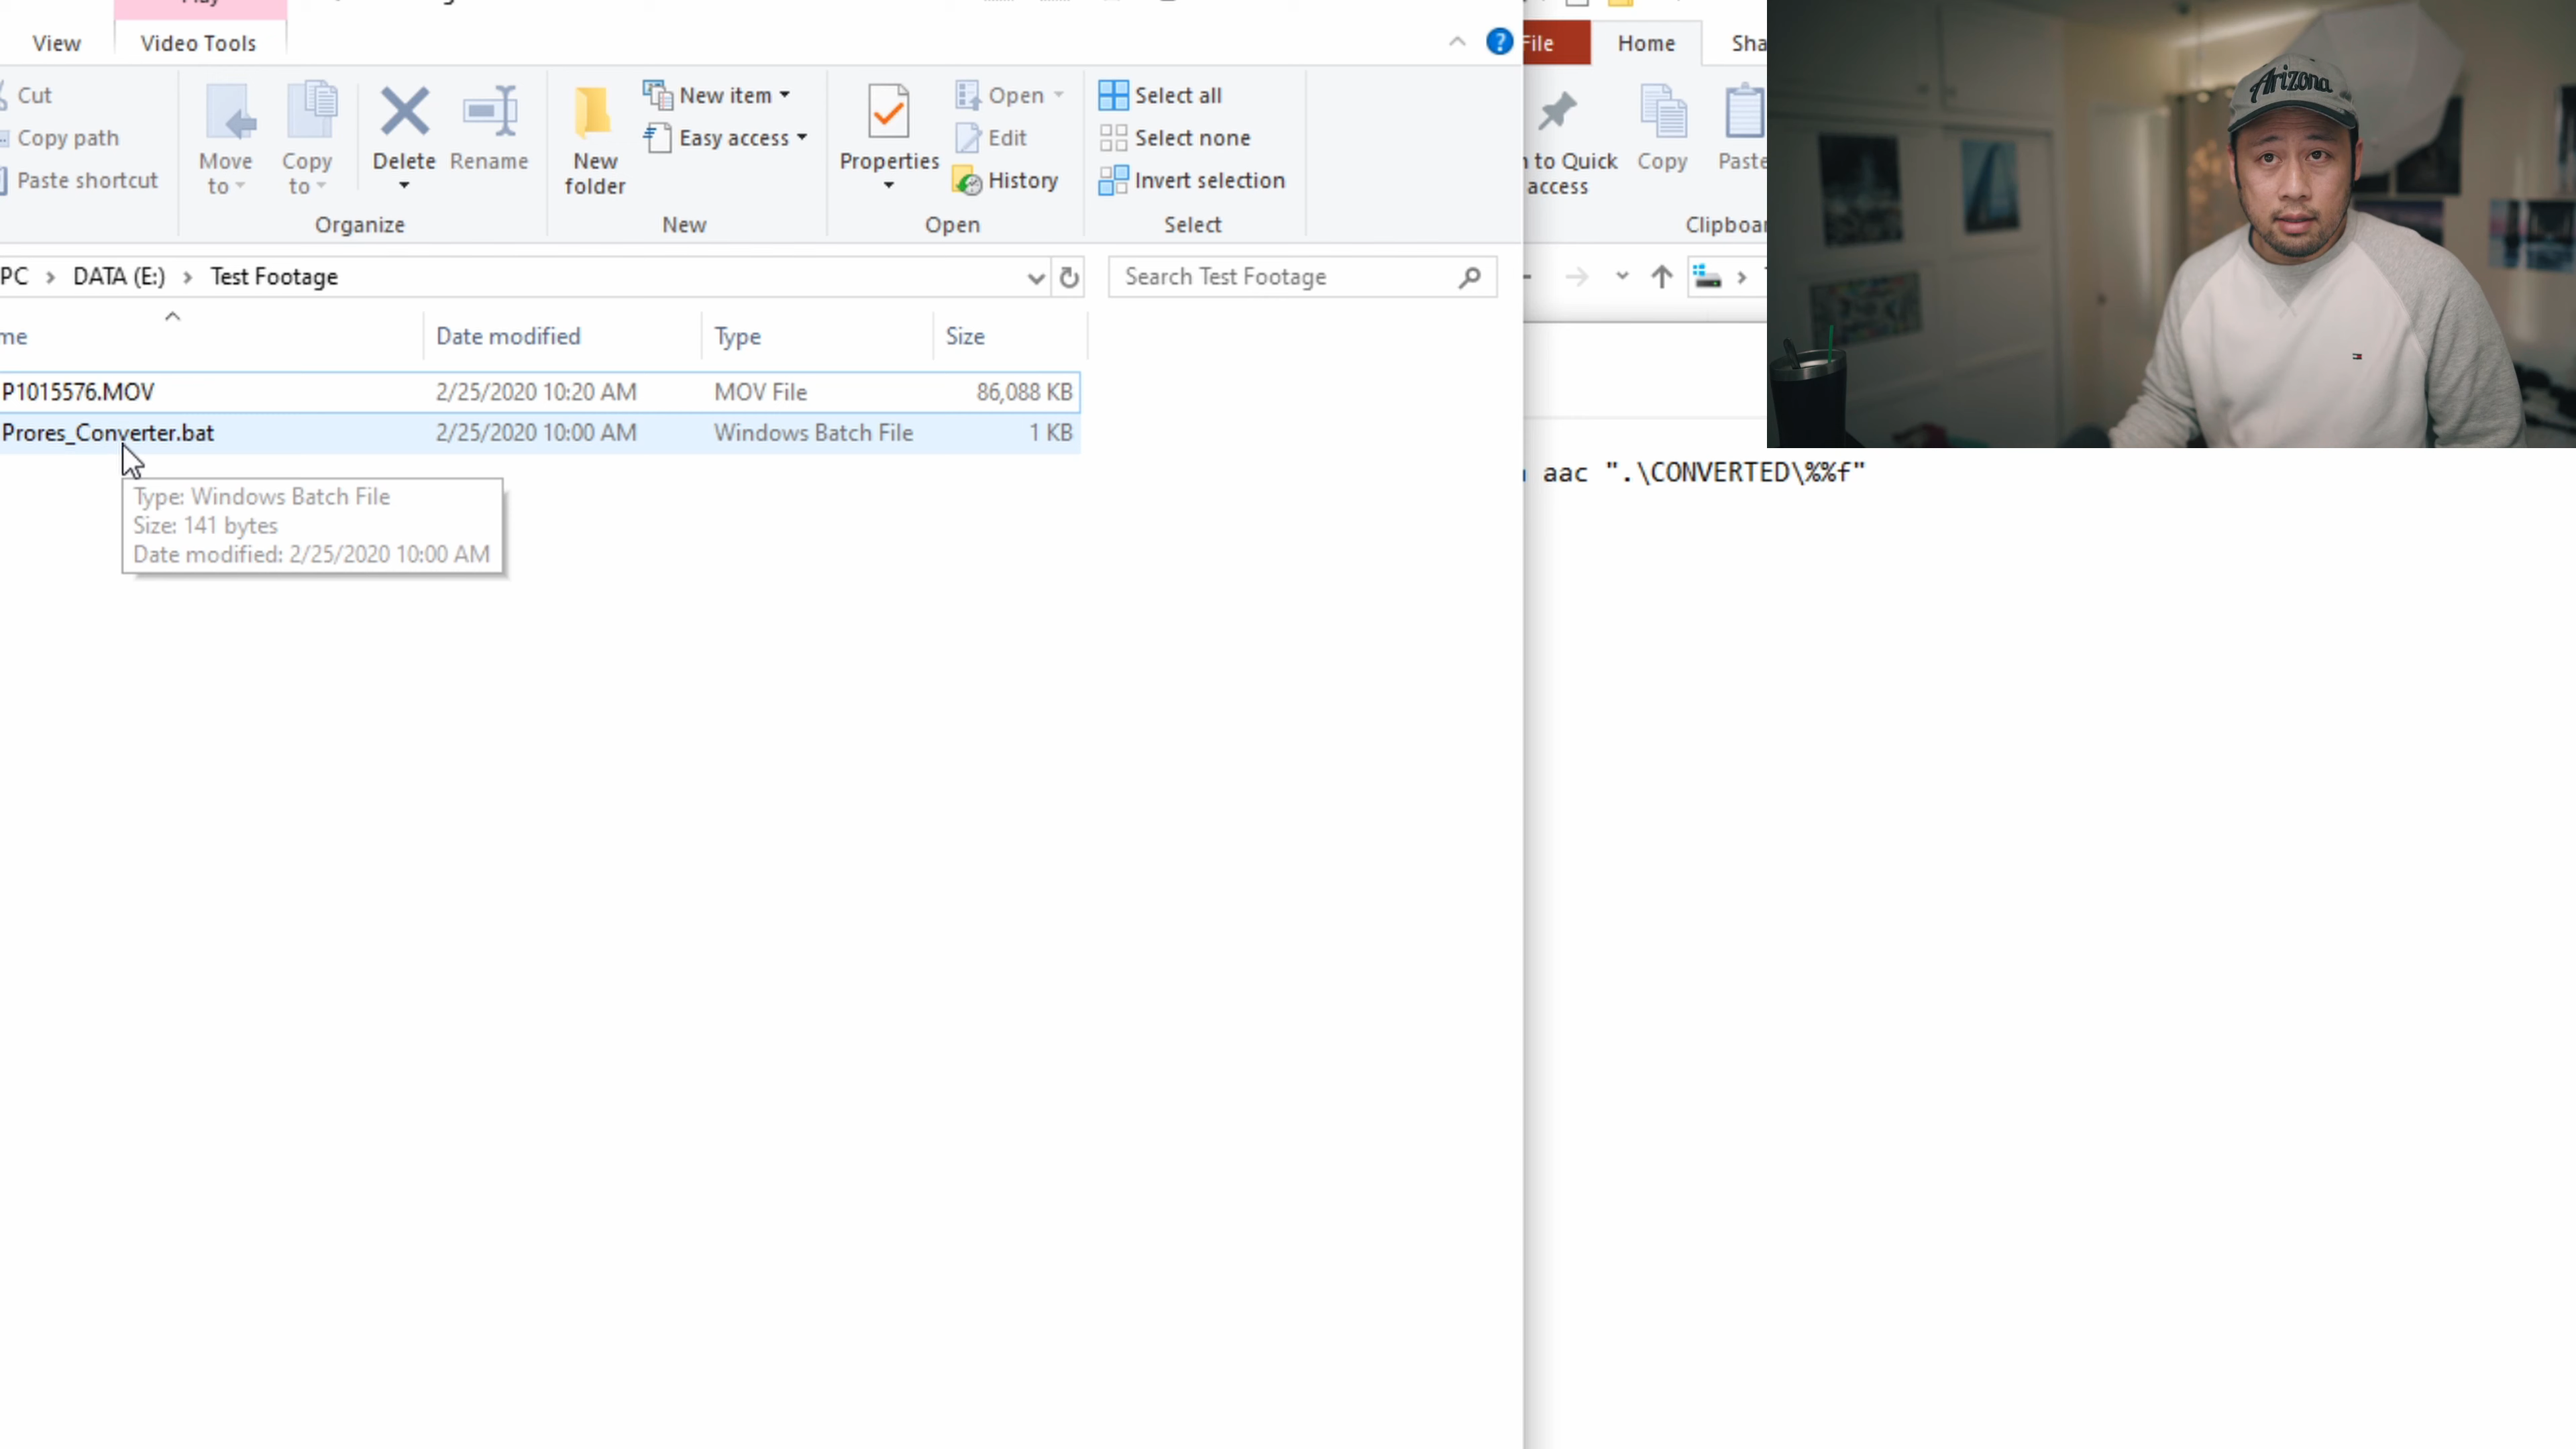 View
Video Tools
Cut
Copy path
Paste shortcut
Move
to
Copy
to
Delete
Rename
Organize
New
folder
New item
Easy access
New
Properties
Open
Edit
History
Open
Select all
Select none
Invert selection
Select
File
Home
Sha
to Quick
access
Copy
Paste
Clipboar
PC > DATA (E:) > Test Footage
Search Test Footage
me Date modified Type Size
P1015576.MOV 2/25/2020 10:20 AM MOV File 86,088 KB
Prores_Converter.bat 2/25/2020 10:00 AM Windows Batch File 1 KB
Type: Windows Batch File
Size: 141 bytes
Date modified: 2/25/2020 10:00 AM
aac ".\CONVERTED\%%f"
Arizona